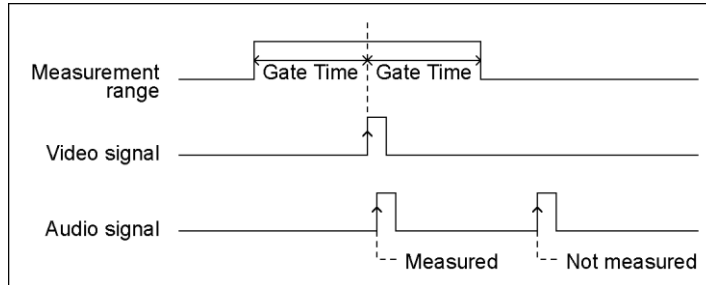 Measurement
range
Gate Time Gate Time
Video signal
Audio signal
Measured Not measured